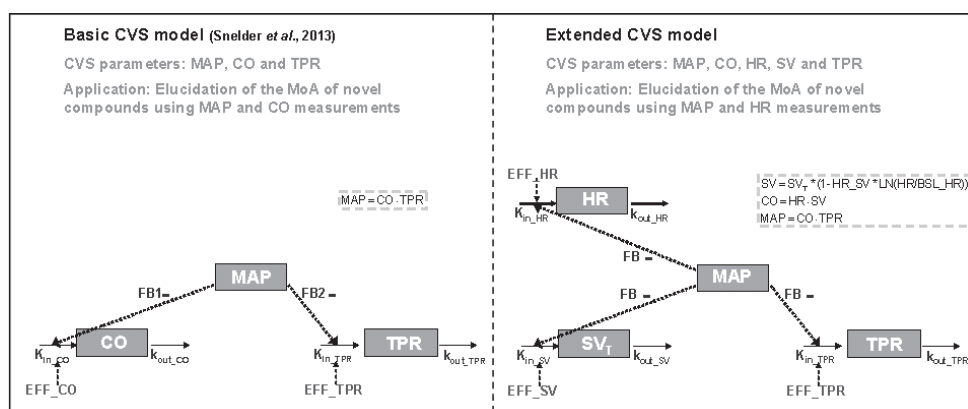 Basic CVS model (Snelder et al., 2013)
CVS parameters: MAP, CO and TPR
Application: Elucidation of the MoA of novel
compounds using MAP and CO measurements
MAP=CO·TPR
MAP
FB1-
FB2-
CO
TPR
K_in_CO
k_out_CO
K_in_TPR
k_out_TPR
EFF_CO
EFF_TPR
Extended CVS model
CVS parameters: MAP, CO, HR, SV and TPR
Application: Elucidation of the MoA of novel
compounds using MAP and HR measurements
EFF_HR
SV=SV_T*(1-HR_SV*LN(HR/BSL_HR))
CO=HR·SV
MAP=CO·TPR
HR
K_in_HR
k_out_HR
FB -
MAP
FB -
FB -
SV_T
TPR
K_in_SV
k_out_SV
K_in_TPR
k_out_TPR
EFF_SV
EFF_TPR